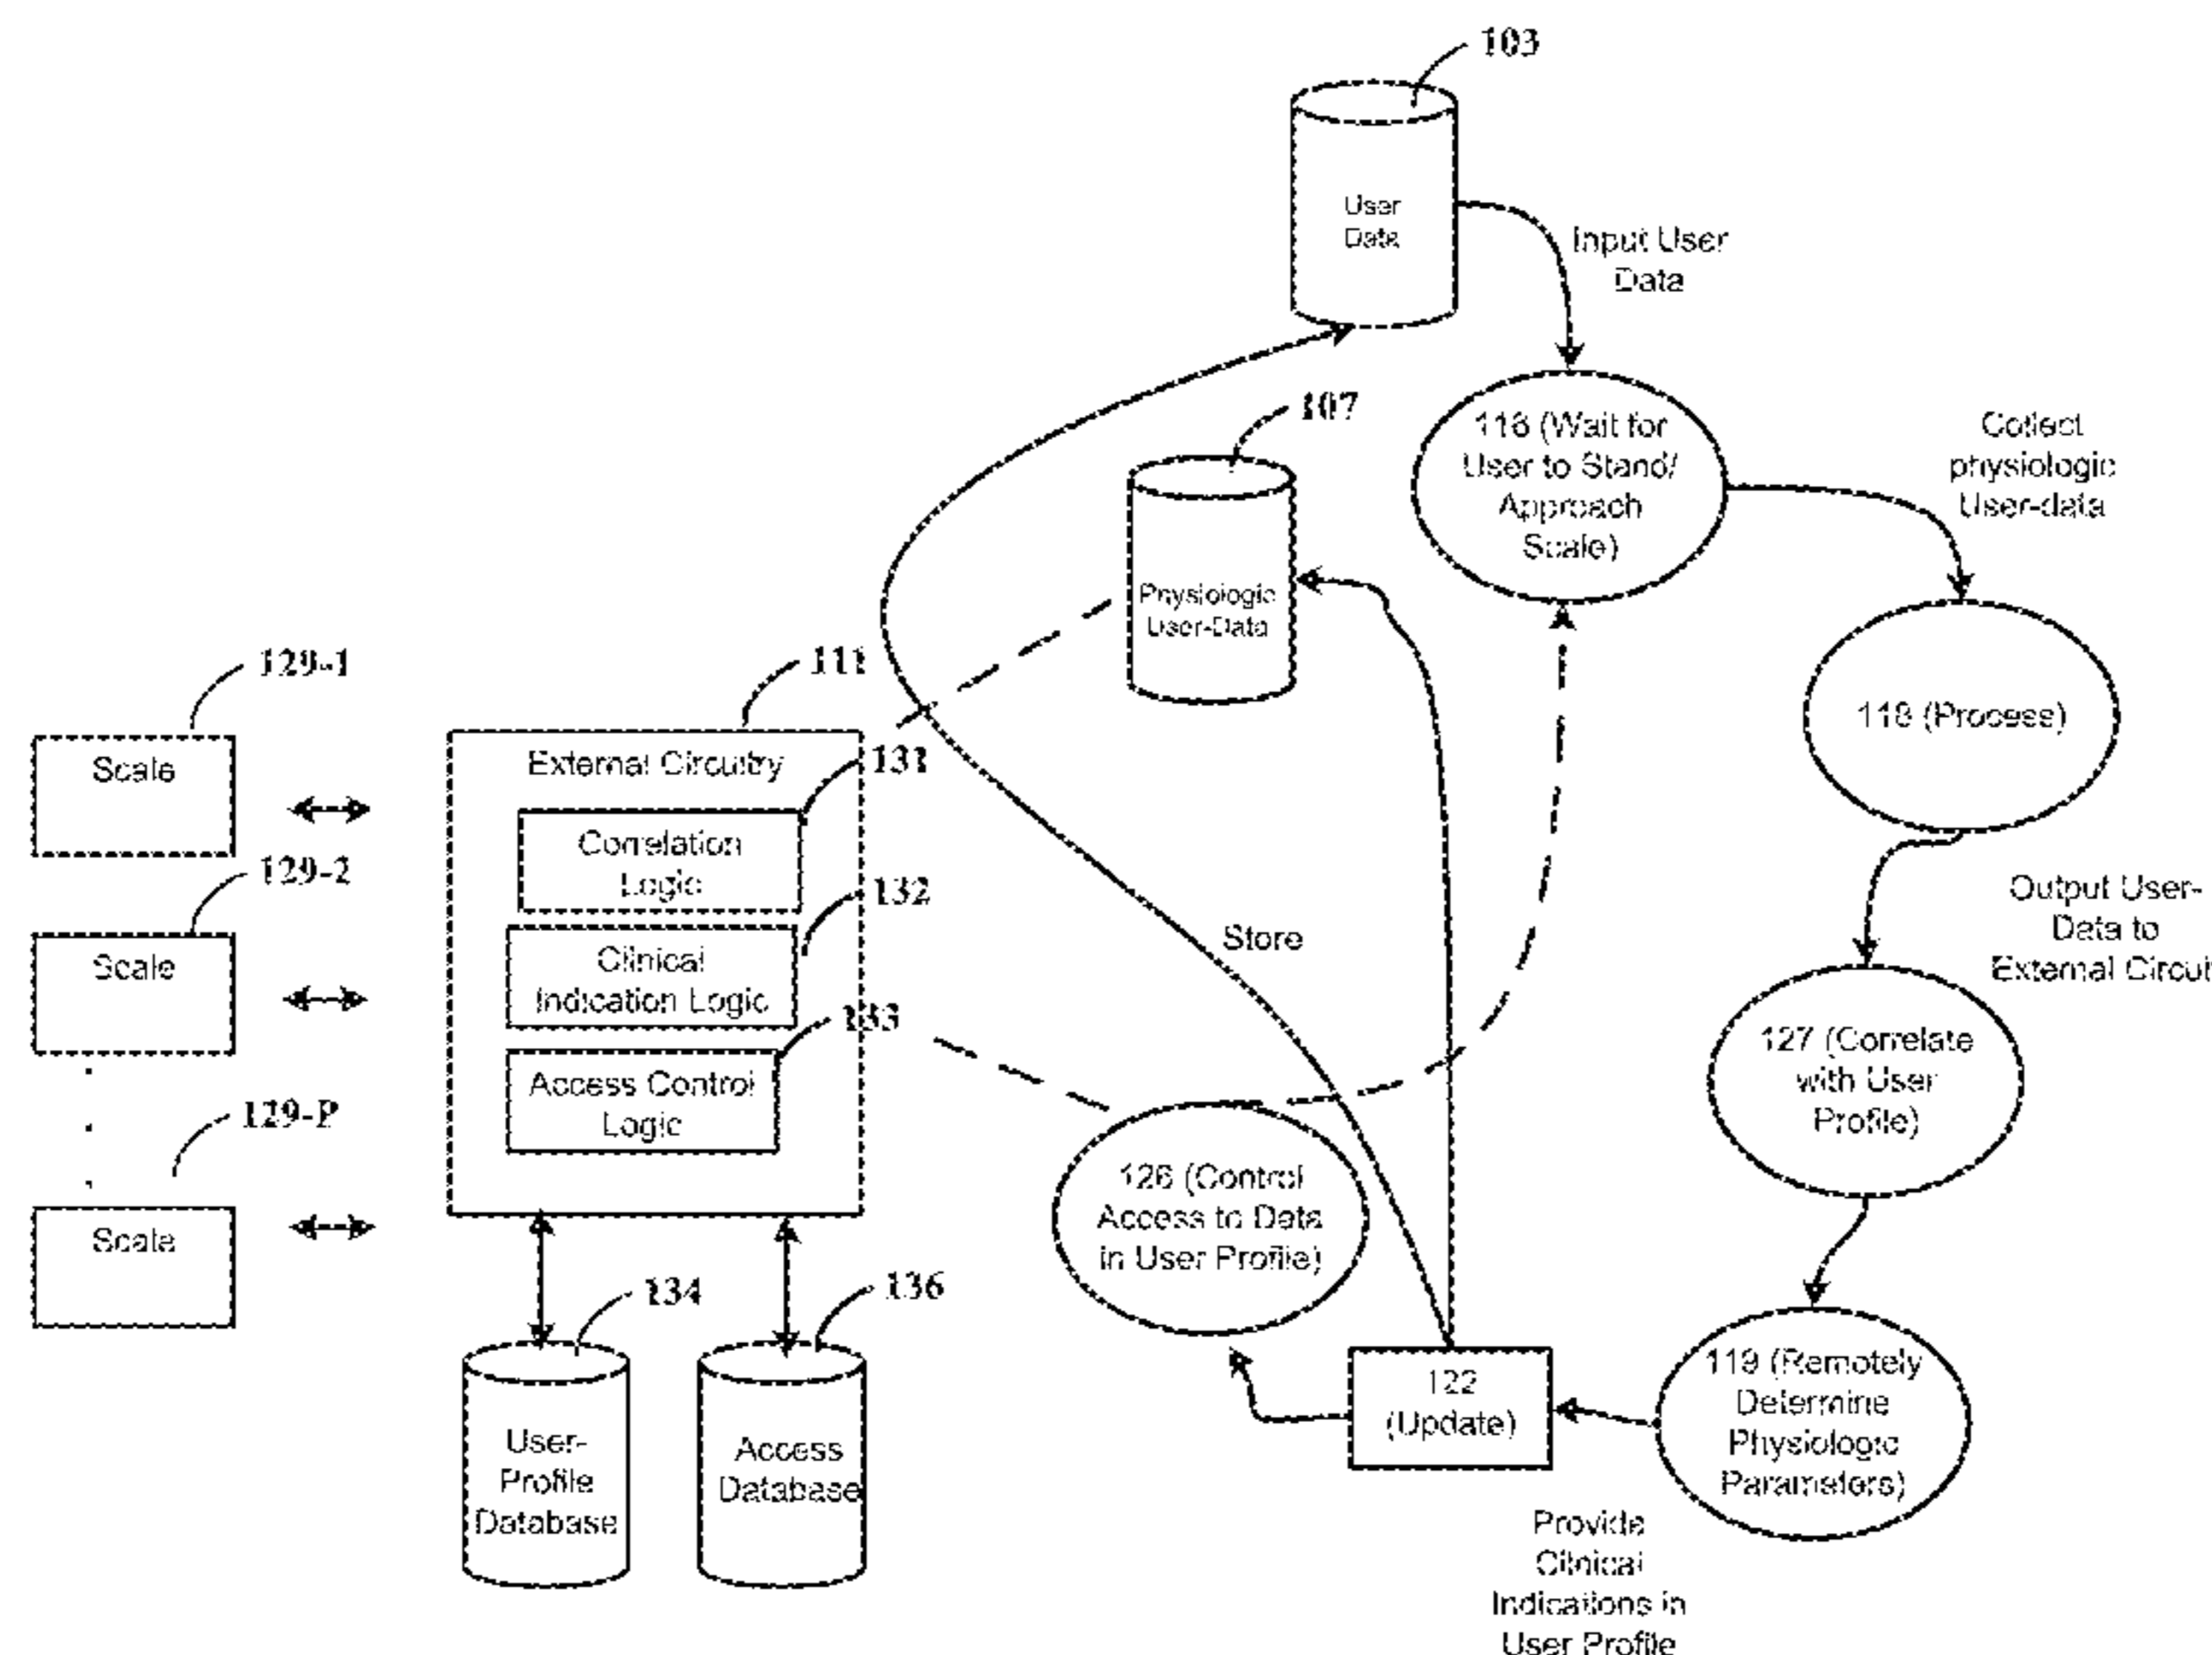 103
User
Data
Input User
Data
107
116 (Wait for
User to Stand/
Approach
Scale)
Collect
physiologic
User-data
Physiologic
User-Data
118 (Process)
129-1
111
Scale
External Circuitry
131
Correlation
Logic
129-2
132
Output User-
Data to
External Circuit
Scale
Clinical
Indication Logic
Store
133
127 (Correlate
with User
Profile)
Access Control
Logic
129-P
126 (Control
Access to Data
in User Profile)
Scale
134
136
119 (Remotely
Determine
Physiologic
Parameters)
122
(Update)
User-
Profile
Database
Access
Database
Provide
Clinical
Indications in
User Profile